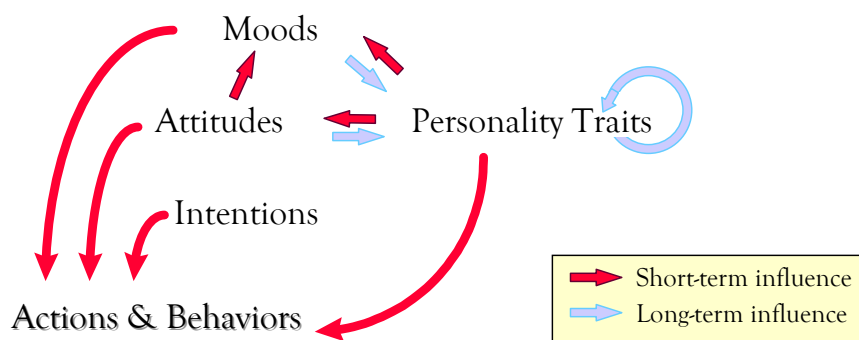 Moods
Attitudes
Personality Traits
Intentions
Actions & Behaviors
Short-term influence
Long-term influence